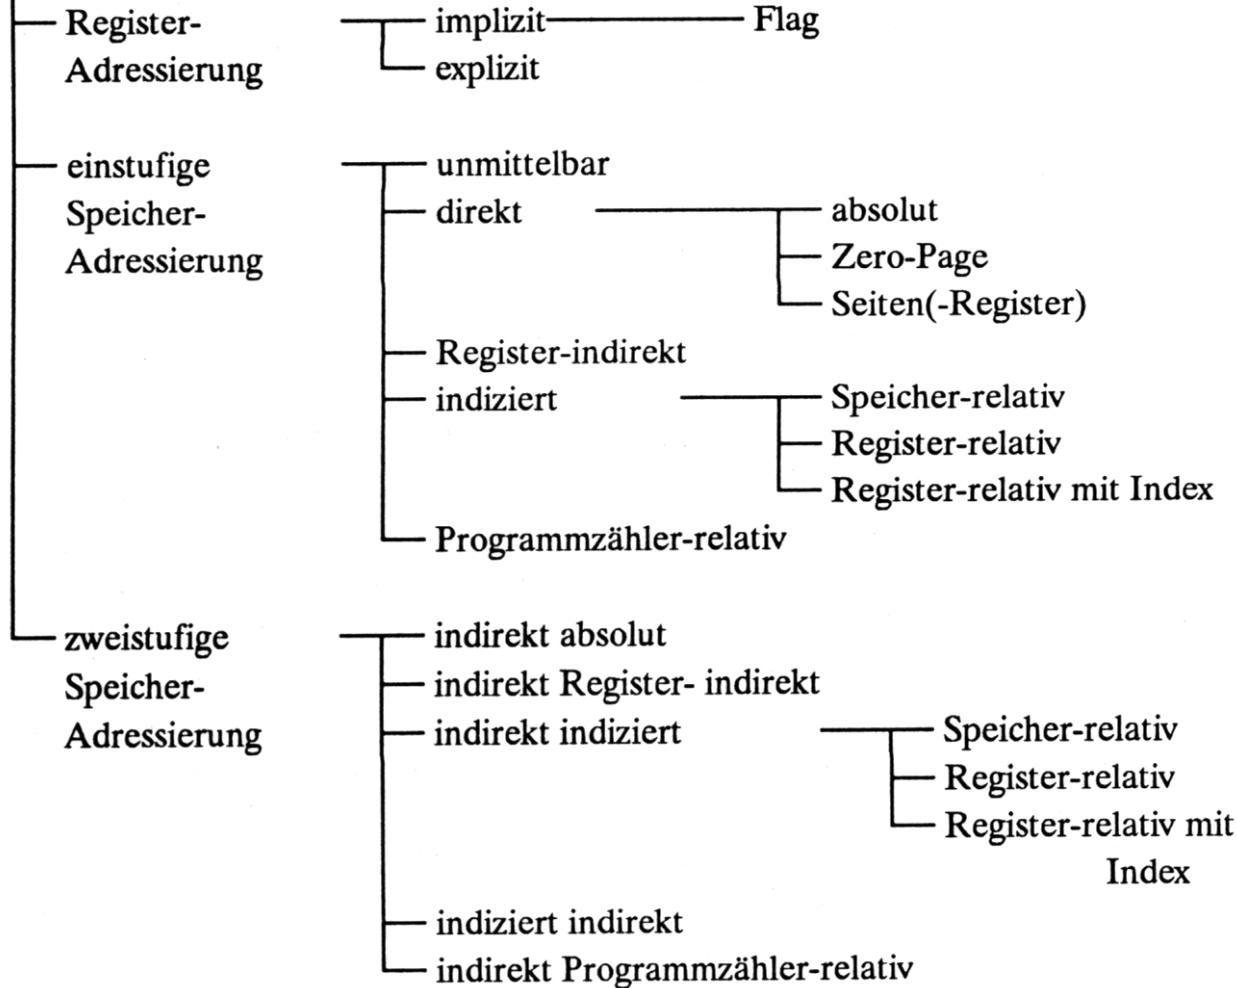 Register- implizit Flag
Adressierung explizit
einstufige unmittelbar
Speicher- direkt absolut
Adressierung Zero-Page
Seiten(-Register)
Register-indirekt
indiziert Speicher-relativ
Register-relativ
Register-relativ mit Index
Programmzähler-relativ
zweistufige indirekt absolut
Speicher- indirekt Register- indirekt
Adressierung indirekt indiziert Speicher-relativ
Register-relativ
Register-relativ mit
Index
indiziert indirekt
indirekt Programmzähler-relativ